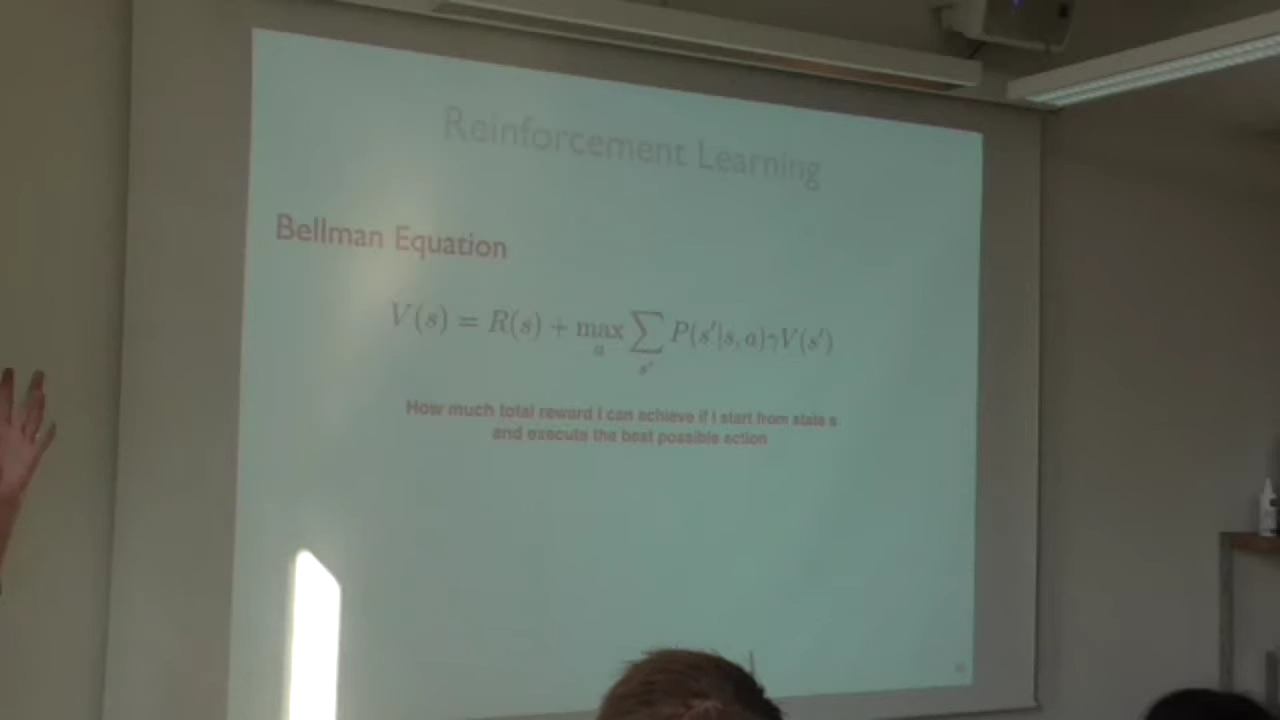 Reinforcement Learning
Bellman Equation
V(s) = R(s) + max_a ∑_{s'} P(s'|s, a)γV(s')
How much total reward I can achieve if I start from state s
and execute the best possible action